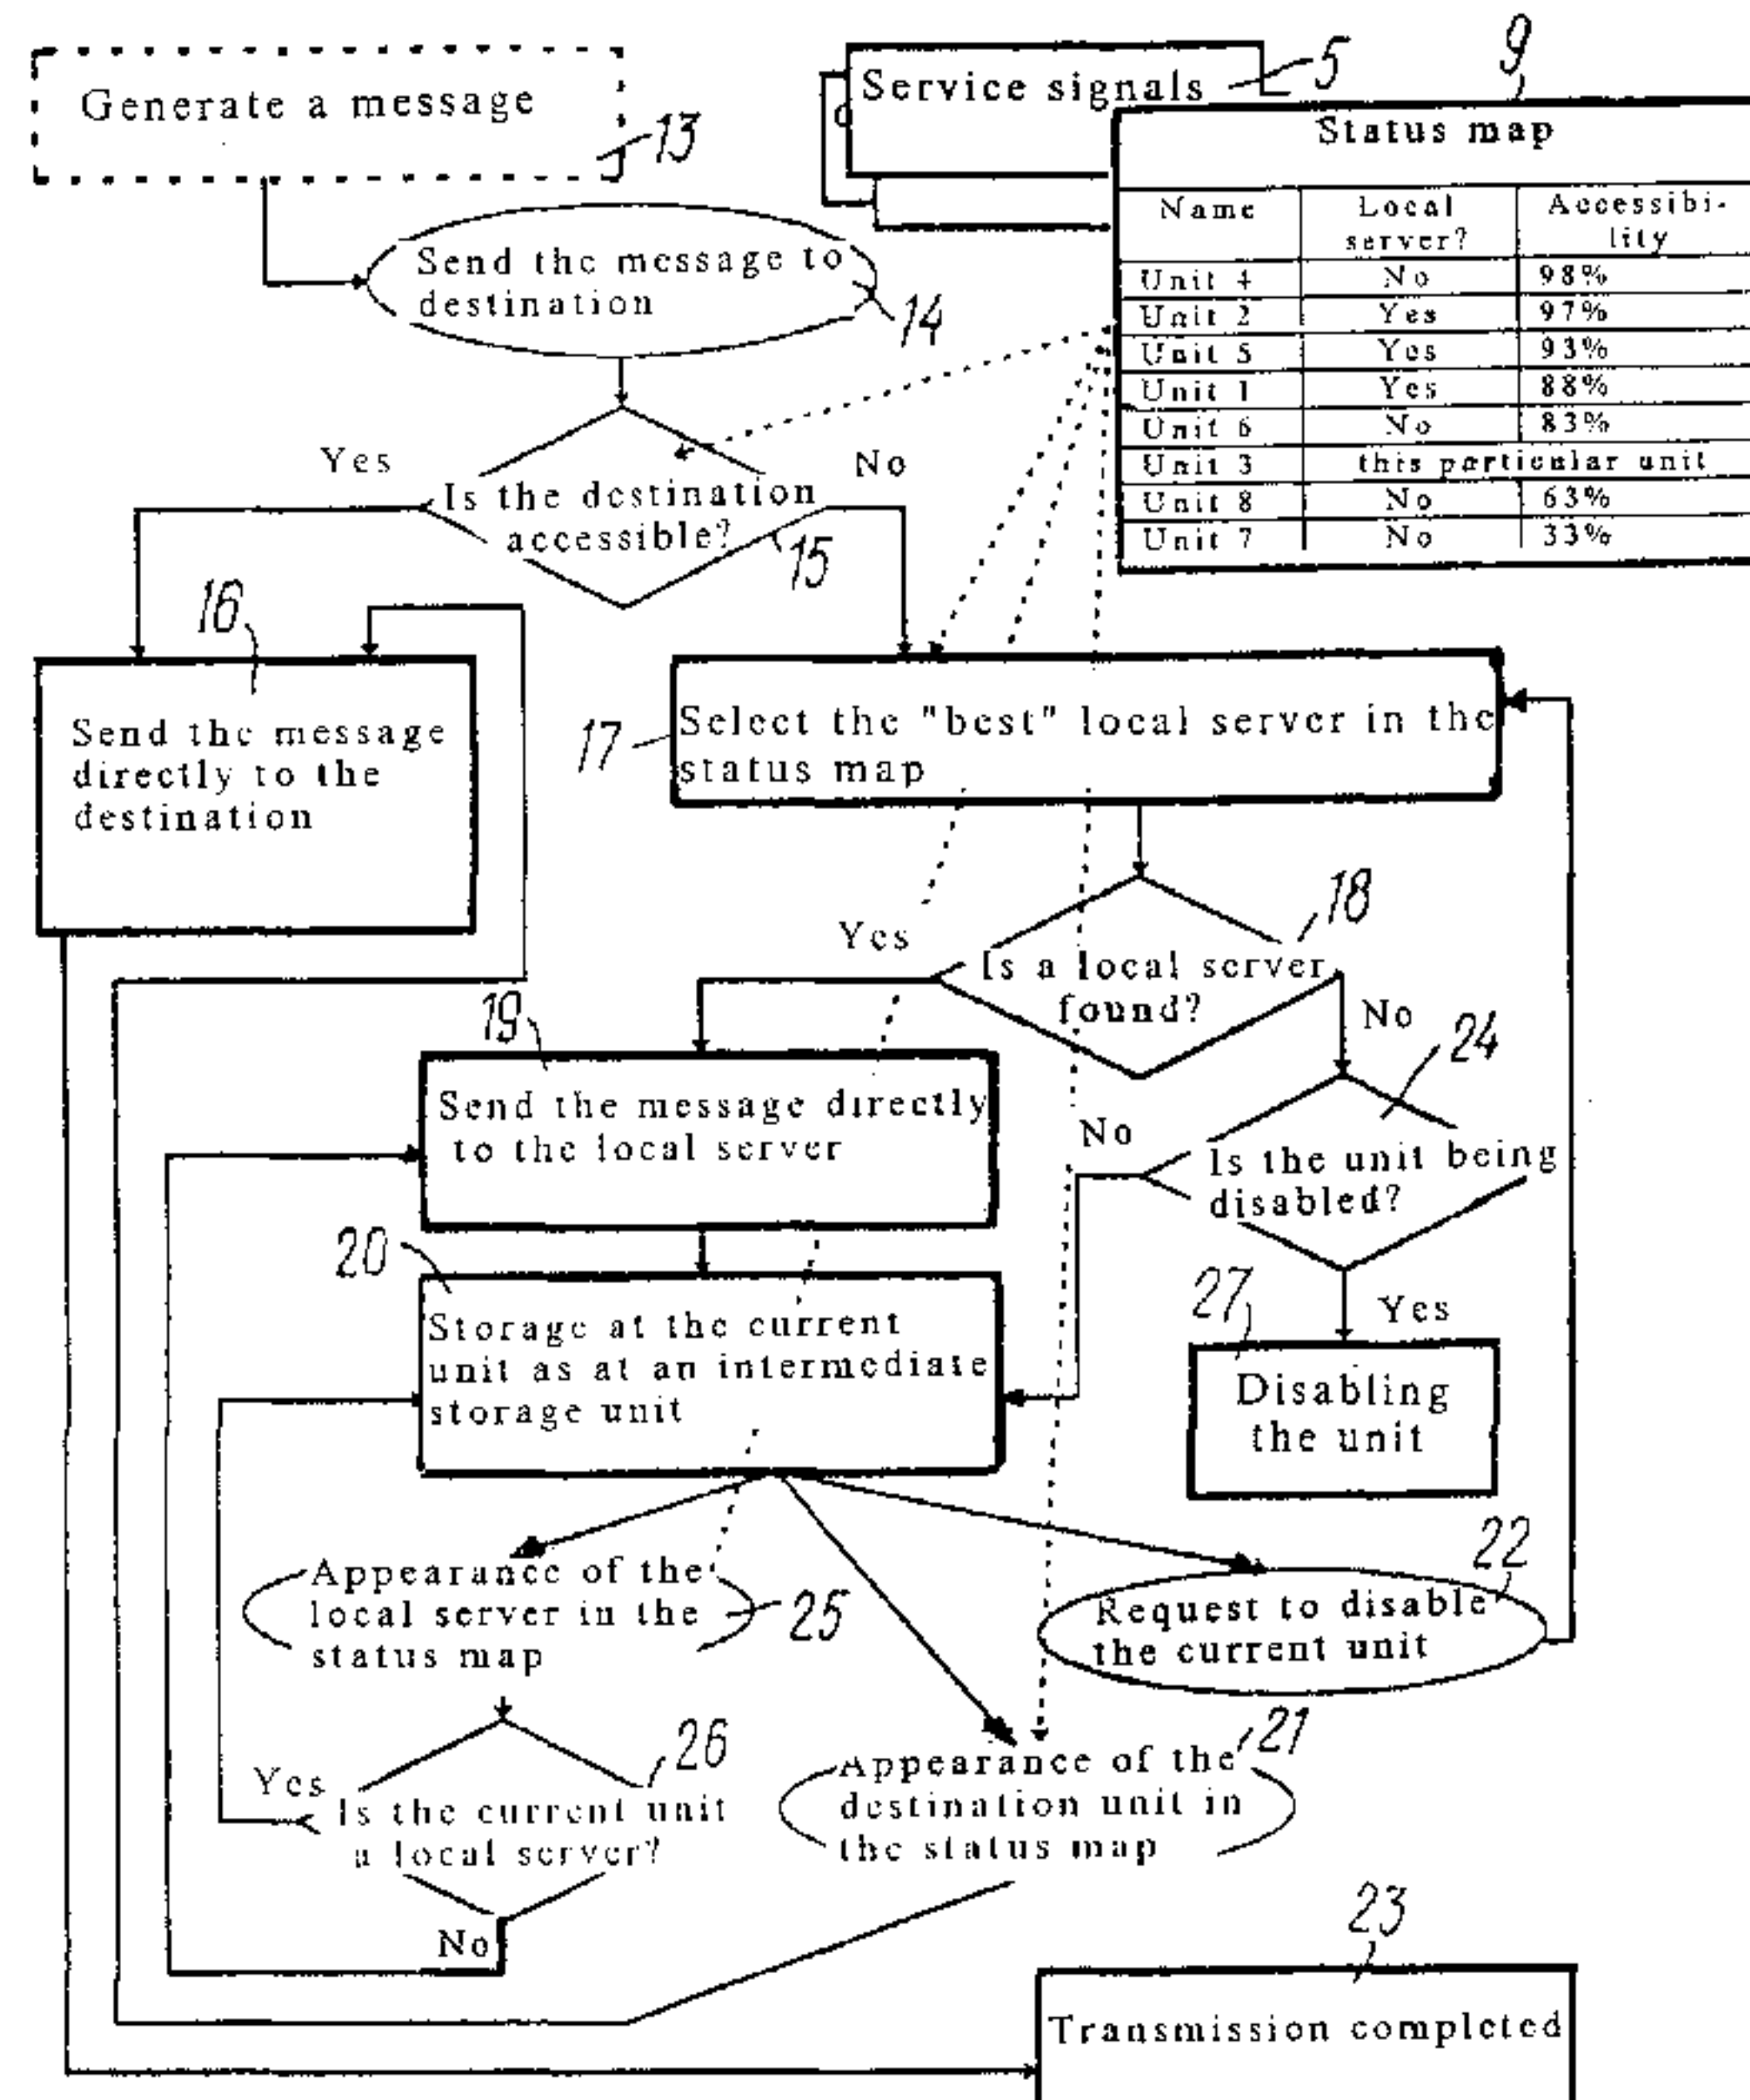 Generate a message
13
Service signals
5
9
Status map
Name Local server? Accessibi-lity
Unit 4 No 98%
Unit 2 Yes 97%
Unit 5 Yes 93%
Unit 1 Yes 88%
Unit 6 No 83%
Unit 3 this particular unit
Unit 8 No 63%
Unit 7 No 33%
Send the message to
destination
14
Yes
No
Is the destination
accessible?
15
16
Send the message
directly to the
destination
17
Select the "best" local server in the
status map
18
Yes
Is a local server
found?
No
19
Send the message directly
to the local server
24
No
Is the unit being
disabled?
20
Storage at the current
unit as at an intermediate
storage unit
27
Yes
Disabling
the unit
22
Appearance of the
local server in the
status map
25
Request to disable
the current unit
26
Yes
Is the current unit
a local server?
No
21
Appearance of the
destination unit in
the status map
23
Transmission completed